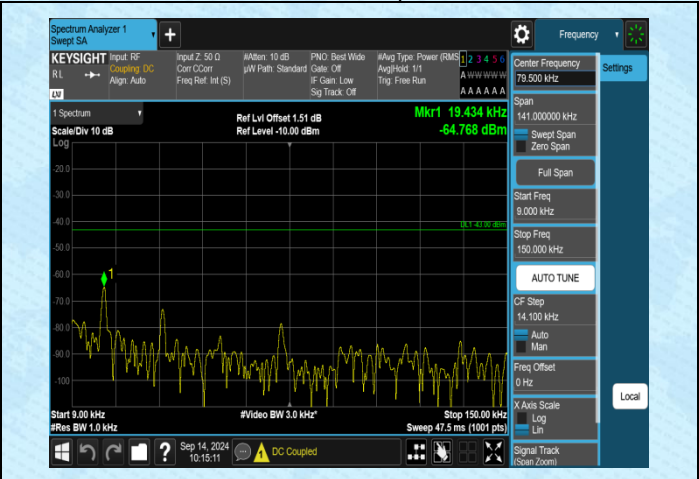 Spectrum Analyzer 1
Swept SA
Frequency
KEYSIGHT
RL
LXI
Input: RF
Coupling: DC
Align: Auto
Input Z: 50 Ω
Corr CCorr
Freq Ref: Int (S)
#Atten: 10 dB
µW Path: Standard
PNO: Best Wide
Gate: Off
IF Gain: Low
Sig Track: Off
#Avg Type: Power (RMS
Avg|Hold: 1/1
Trig: Free Run
1 2 3 4 5 6
A W W W W W
A A A A A A
1 Spectrum
Scale/Div 10 dB
Log
Ref Lvl Offset 1.51 dB
Ref Level -10.00 dBm
Mkr1 19.434 kHz
-64.768 dBm
-20.0
-30.0
-40.0
DL1 -43.00 dBm
-50.0
-60.0
1
-70.0
-80.0
-90.0
-100
Start 9.00 kHz
#Res BW 1.0 kHz
#Video BW 3.0 kHz*
Stop 150.00 kHz
Sweep 47.5 ms (1001 pts)
Center Frequency
79.500 kHz
Settings
Span
141.000000 kHz
Swept Span
Zero Span
Full Span
Start Freq
9.000 kHz
Stop Freq
150.000 kHz
AUTO TUNE
CF Step
14.100 kHz
Auto
Man
Freq Offset
0 Hz
X Axis Scale
Log
Lin
Signal Track
(Span Zoom)
Local
?
Sep 14, 2024
10:15:11
1
DC Coupled